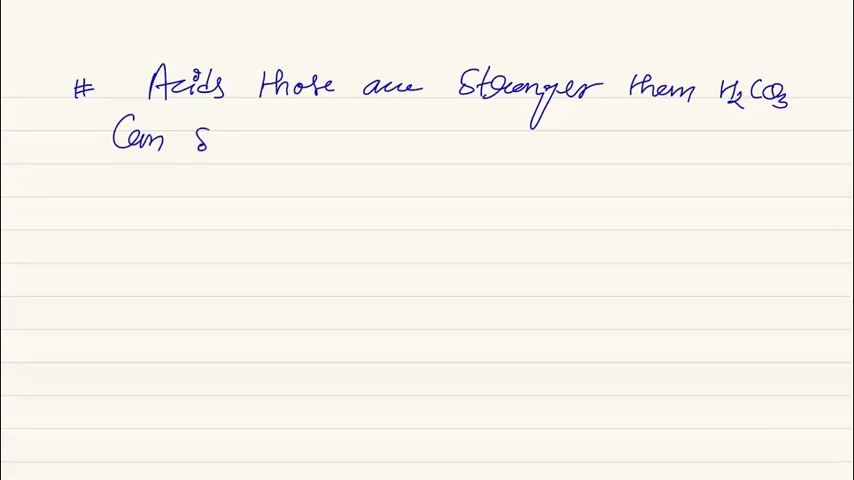 # Acids those are stronger than H₂CO₃
Can